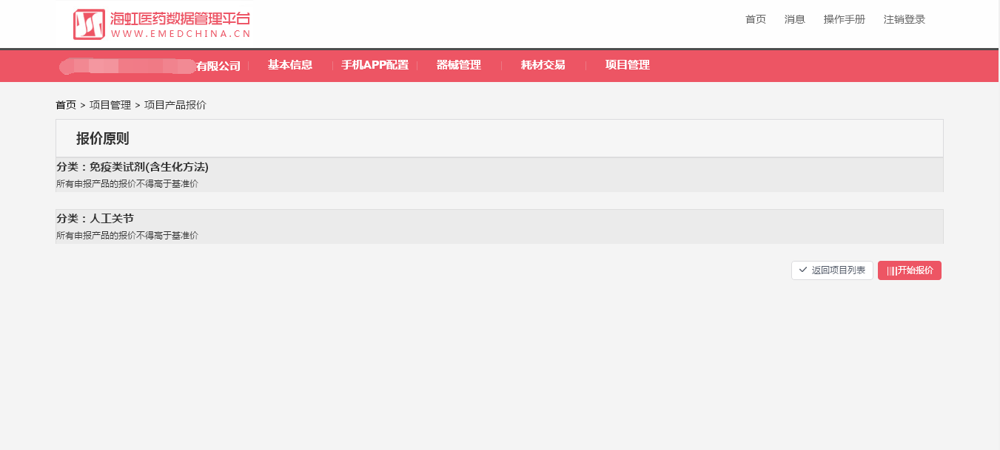 海虹医药数据管理平台
WWW.EMEDCHINA.CN
首页 消息 操作手册 注销登录
有限公司 基本信息 手机APP配置 器械管理 耗材交易 项目管理
首页 > 项目管理 > 项目产品报价
报价原则
分类：免疫类试剂(含生化方法)
所有申报产品的报价不得高于基准价
分类：人工关节
所有申报产品的报价不得高于基准价
返回项目列表 开始报价